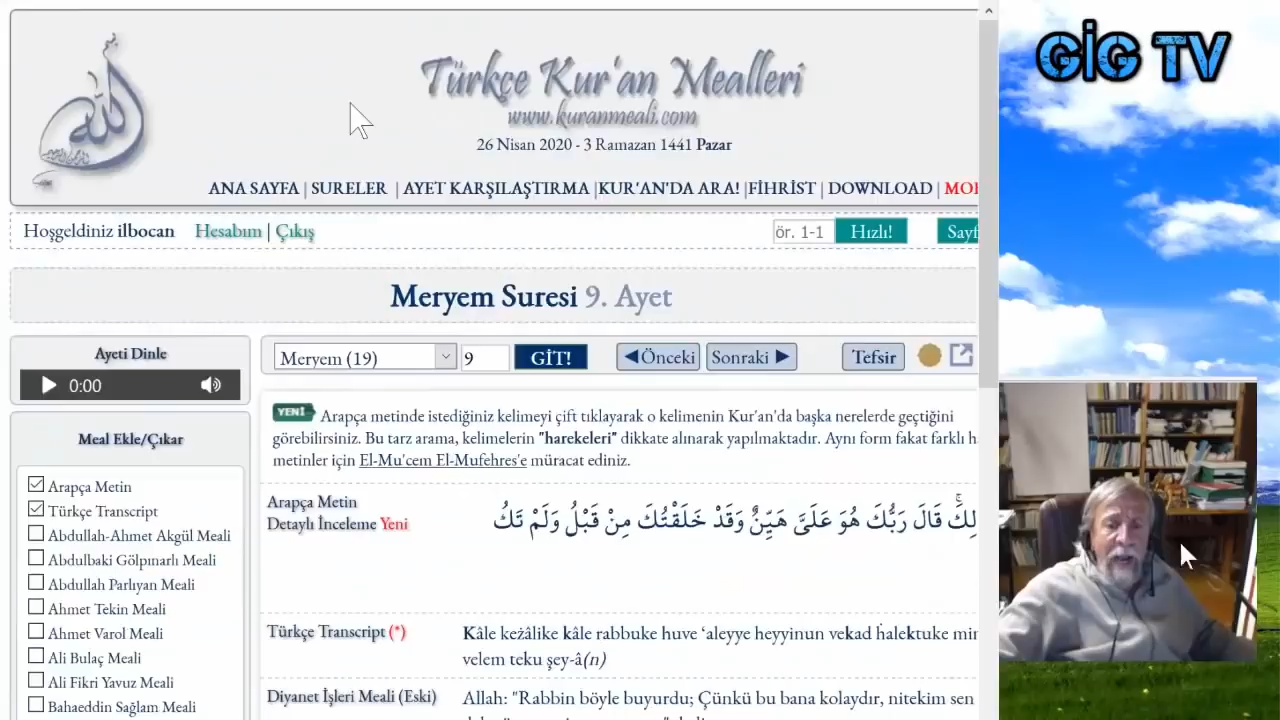 GİG TV
Türkçe Kur'an Mealleri
www.kuranmeali.com
26 Nisan 2020 - 3 Ramazan 1441 Pazar
ANA SAYFA | SURELER | AYET KARŞILAŞTIRMA |KUR'AN'DA ARA! |FİHRİST | DOWNLOAD |
Hoşgeldiniz ilbocan Hesabım | Çıkış
ör. 1-1 Hızlı! Sayf
Meryem Suresi 9. Ayet
Ayeti Dinle
0:00
Meryem (19) 9 GİT! Önceki Sonraki Tefsir
Meal Ekle/Çıkar
Arapça Metin
Türkçe Transcript
Abdullah-Ahmet Akgül Meali
Abdulbaki Gölpınarlı Meali
Abdullah Parlıyan Meali
Ahmet Tekin Meali
Ahmet Varol Meali
Ali Bulaç Meali
Ali Fikri Yavuz Meali
Bahaeddin Sağlam Meali
YENİ Arapça metinde istediğiniz kelimeyi çift tıklayarak o kelimenin Kur'an'da başka nerelerde geçtiğini
görebilirsiniz. Bu tarz arama, kelimelerin "harekeleri" dikkate alınarak yapılmaktadır. Aynı form fakat farklı ha
metinler için El-Mu'cem El-Mufehres'e müracat ediniz.
Arapça Metin
Detaylı İnceleme Yeni
لِكَۚ قَالَ رَبُّكَ هُوَ عَلَيَّ هَيِّنٌ وَقَدْ خَلَقْتُكَ مِنْ قَبْلُ وَلَمْ تَكُ
Türkçe Transcript (*)
Kâle keżâlike kâle rabbuke huve ‘aleyye heyyinun vekad ḣalektuke min
velem teku şey-â(n)
Diyanet İşleri Meali (Eski)
Allah: "Rabbin böyle buyurdu; Çünkü bu bana kolaydır, nitekim sen